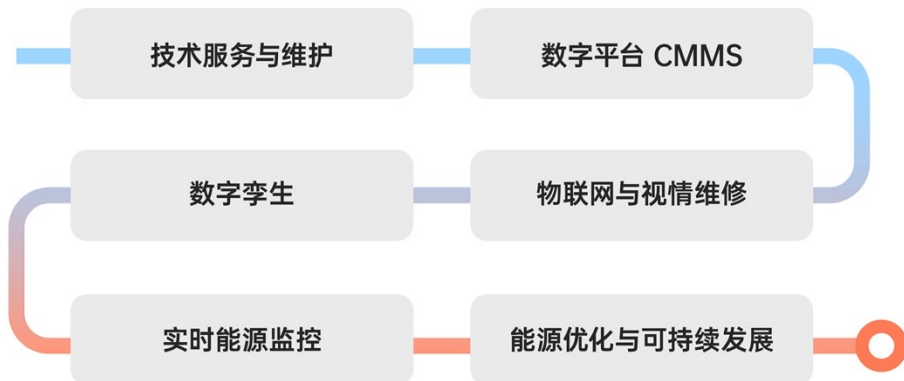 技术服务与维护
数字平台 CMMS
数字孪生
物联网与视情维修
实时能源监控
能源优化与可持续发展